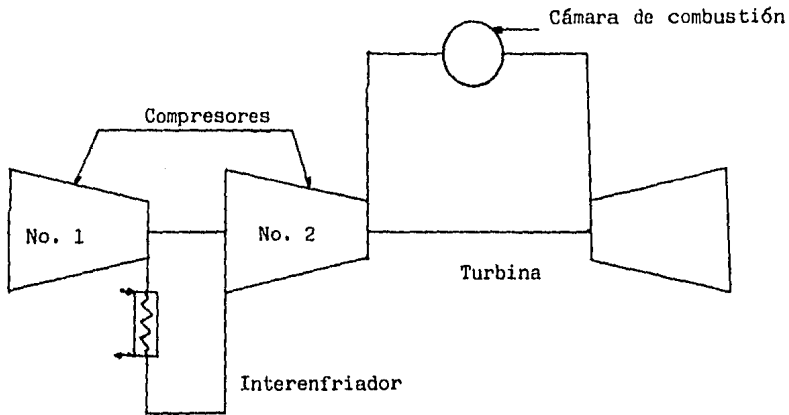 Cámara de combustión
Compresores
No. 1
No. 2
Turbina
Interenfriador